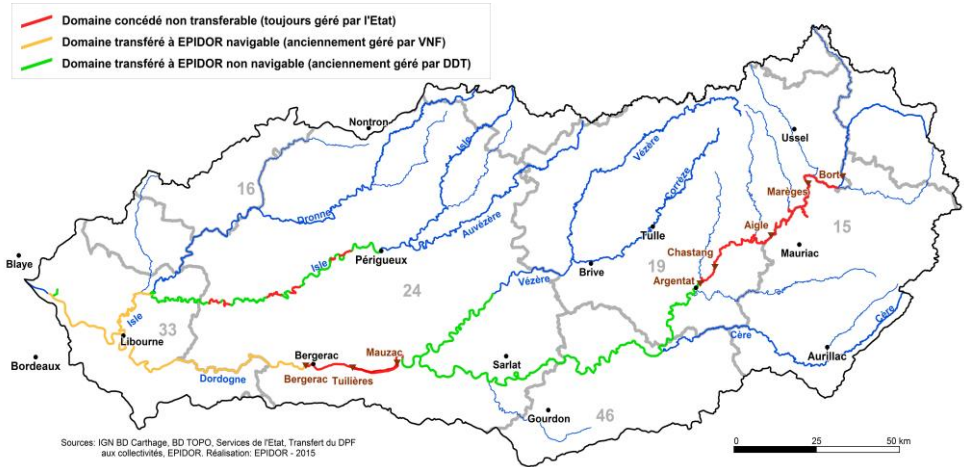 Domaine concédé non transferable (toujours géré par l'Etat)
Domaine transféré à EPIDOR navigable (anciennement géré par VNF)
Domaine transféré à EPIDOR non navigable (anciennement géré par DDT)
Nontron
Isle
Vézère
Ussel
16
Corrèze
Borts
Marèges
Dronne
Auvézère
15
Aigle
Tulle
Isle
Périgueux
Mauriac
Blaye
Chastang
19
Brive
24
Vézère
Argentat
Isle
33
Libourne
Cère
Cère
Bordeaux
Bergerac
Mauzac
Sarlat
Aurillac
Dordogne
Bergerac
Tuilières
Gourdon
46
Sources: IGN BD Carthage, BD TOPO, Services de l'Etat, Transfert du DPF
aux collectivités, EPIDOR. Réalisation: EPIDOR - 2015
0 25 50 km